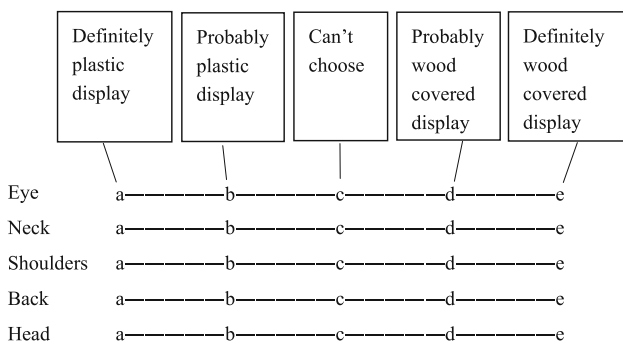 Definitely
plastic
display
Probably
plastic
display
Can't
choose
Probably
wood
covered
display
Definitely
wood
covered
display
Eye a—————b—————c—————d—————e
Neck a—————b—————c—————d—————e
Shoulders a—————b—————c—————d—————e
Back a—————b—————c—————d—————e
Head a—————b—————c—————d—————e